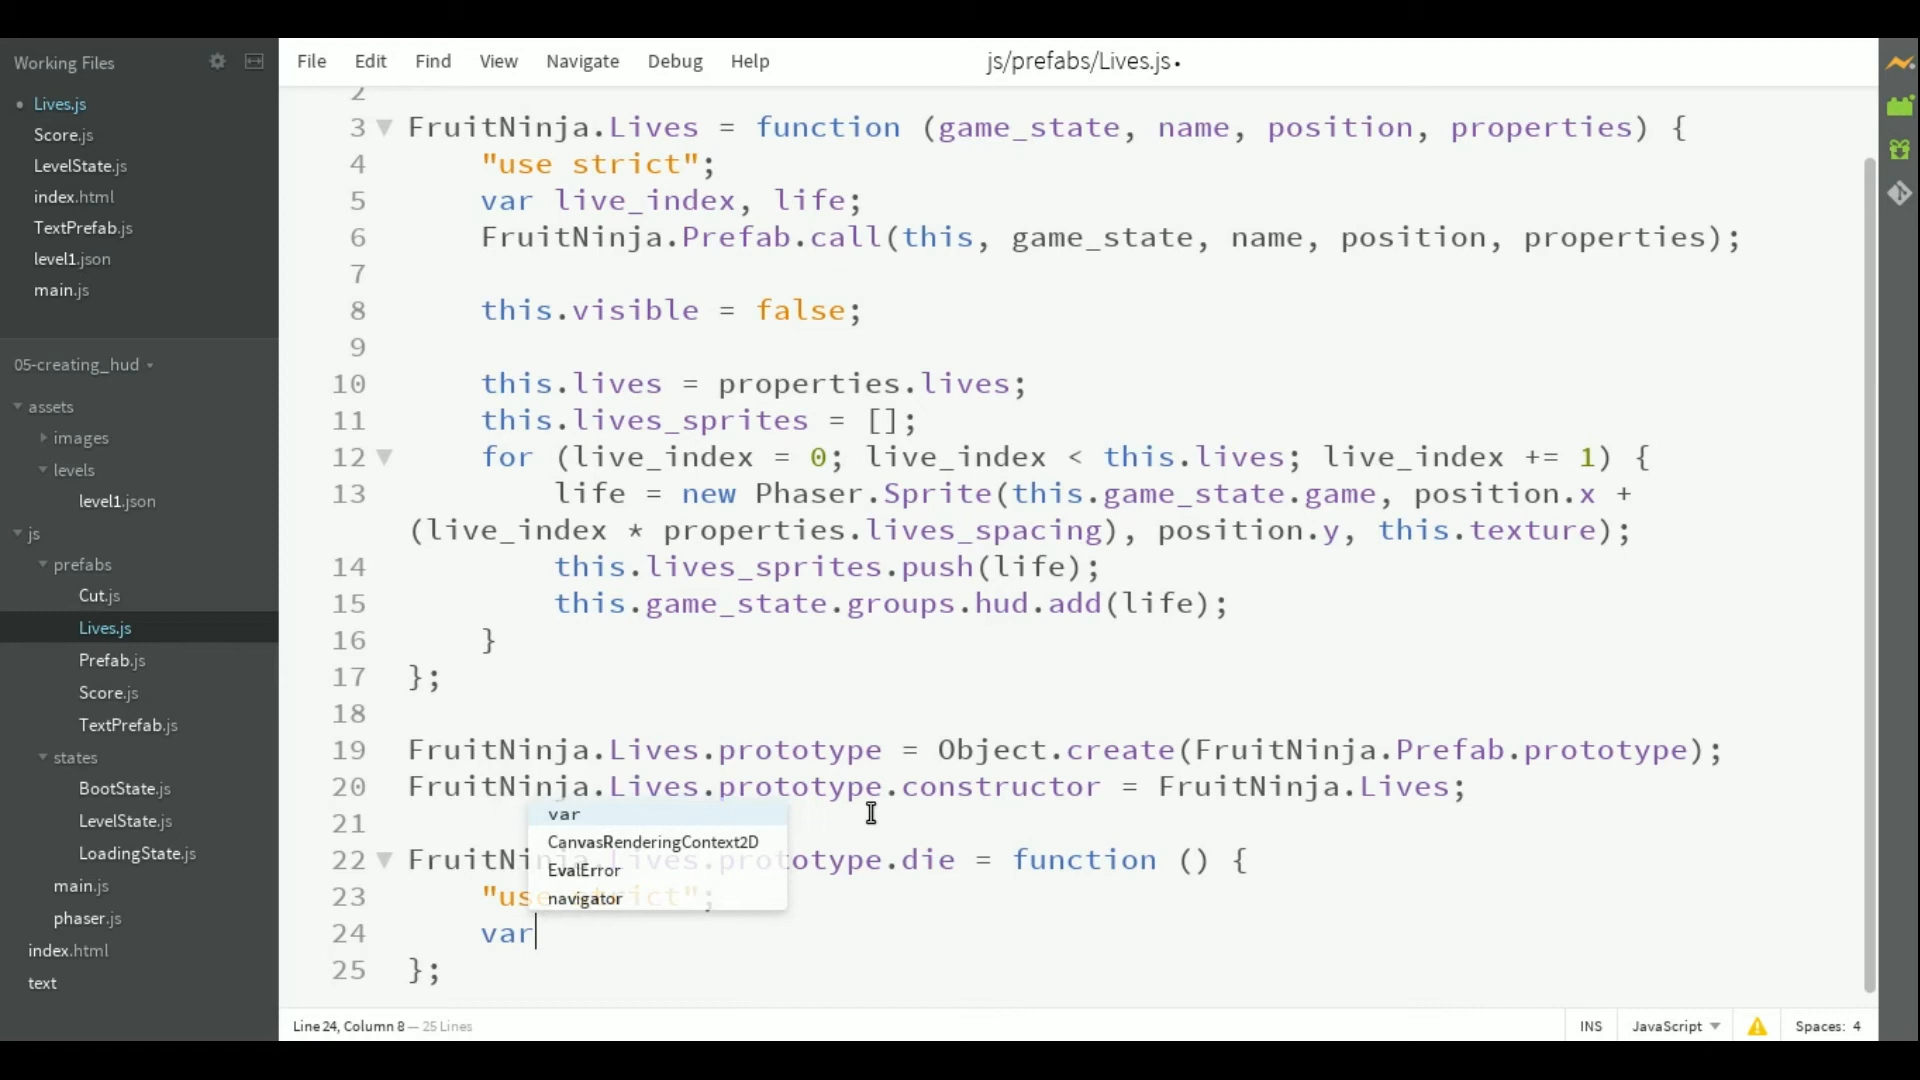 Working Files
Lives.js
Score.js
LevelState.js
index.html
TextPrefab.js
level1.json
main.js
05-creating_hud
assets
images
levels
level1.json
js
prefabs
Cut.js
Lives.js
Prefab.js
Score.js
TextPrefab.js
states
BootState.js
LevelState.js
LoadingState.js
main.js
phaser.js
index.html
text
File Edit Find View Navigate Debug Help
js/prefabs/Lives.js •
2
3 FruitNinja.Lives = function (game_state, name, position, properties) {
4 "use strict";
5 var live_index, life;
6 FruitNinja.Prefab.call(this, game_state, name, position, properties);
7
8 this.visible = false;
9
10 this.lives = properties.lives;
11 this.lives_sprites = [];
12 for (live_index = 0; live_index < this.lives; live_index += 1) {
13 life = new Phaser.Sprite(this.game_state.game, position.x +
(live_index * properties.lives_spacing), position.y, this.texture);
14 this.lives_sprites.push(life);
15 this.game_state.groups.hud.add(life);
16 }
17 };
18
19 FruitNinja.Lives.prototype = Object.create(FruitNinja.Prefab.prototype);
20 FruitNinja.Lives.prototype.constructor = FruitNinja.Lives;
21
22 FruitNinja.Lives.prototype.die = function () {
23 "use strict";
24 var
25 };
var
CanvasRenderingContext2D
EvalError
navigator
Line 24, Column 8 — 25 Lines
INS JavaScript Spaces: 4